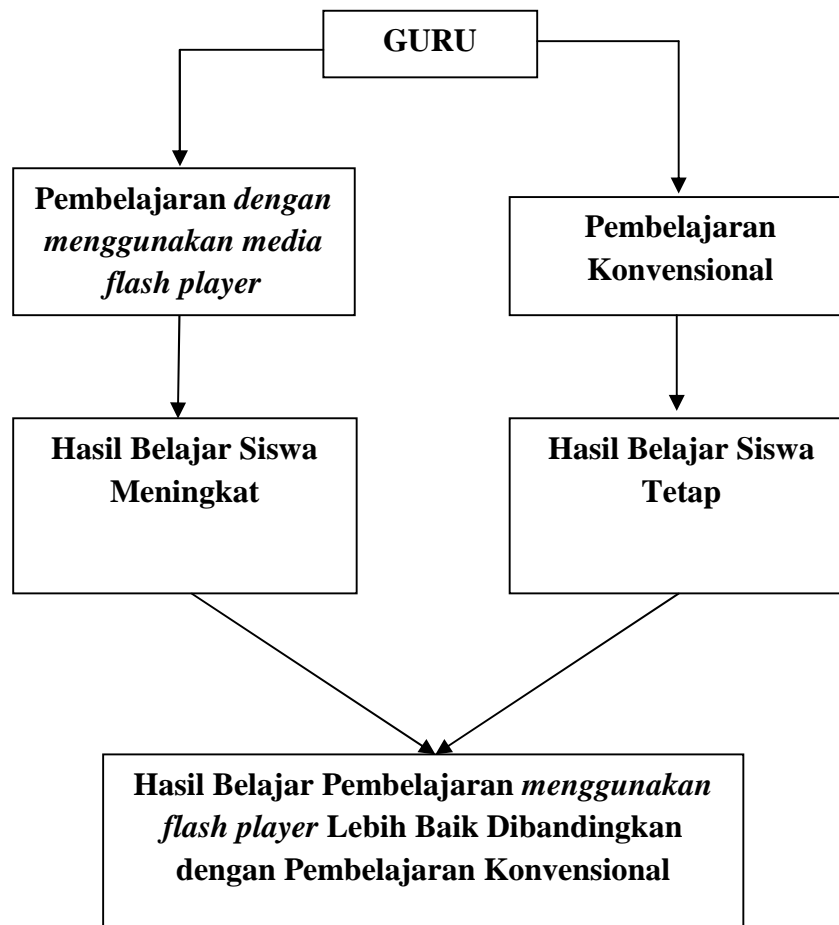 GURU
Pembelajaran dengan
menggunakan media
flash player
Pembelajaran
Konvensional
Hasil Belajar Siswa
Meningkat
Hasil Belajar Siswa
Tetap
Hasil Belajar Pembelajaran menggunakan
flash player Lebih Baik Dibandingkan
dengan Pembelajaran Konvensional